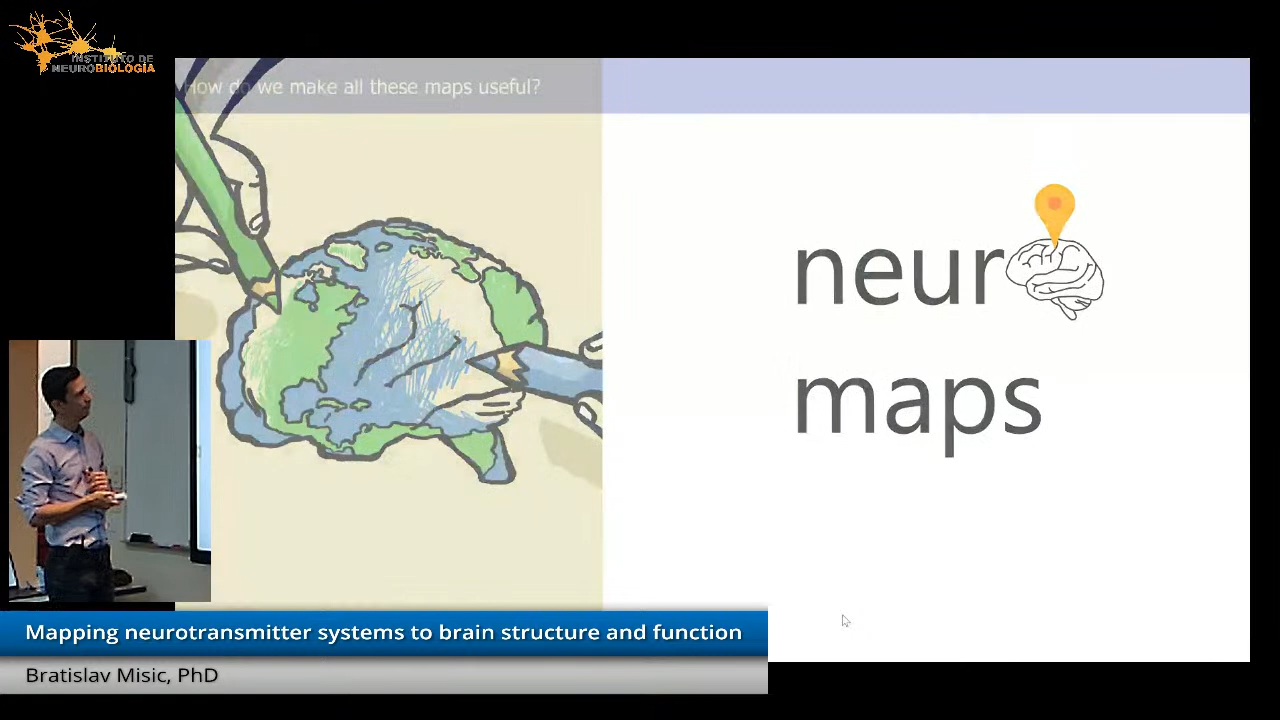 INSTITUTO DE
NEUROBIOLOGÍA
How do we make all these maps useful?
neur
maps
Mapping neurotransmitter systems to brain structure and function
Bratislav Misic, PhD